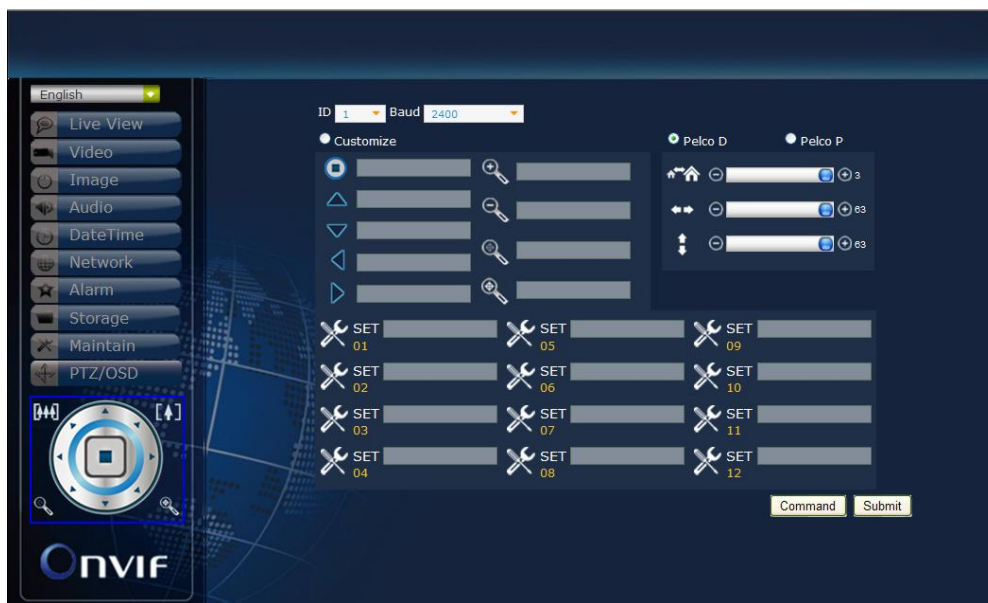 English
Live View
Video
Image
Audio
DateTime
Network
Alarm
Storage
Maintain
PTZ/OSD
Onvif
ID 1 Baud 2400
Customize
Pelco D Pelco P
3
63
63
SET 01 SET 05 SET 09
SET 02 SET 06 SET 10
SET 03 SET 07 SET 11
SET 04 SET 08 SET 12
Command Submit